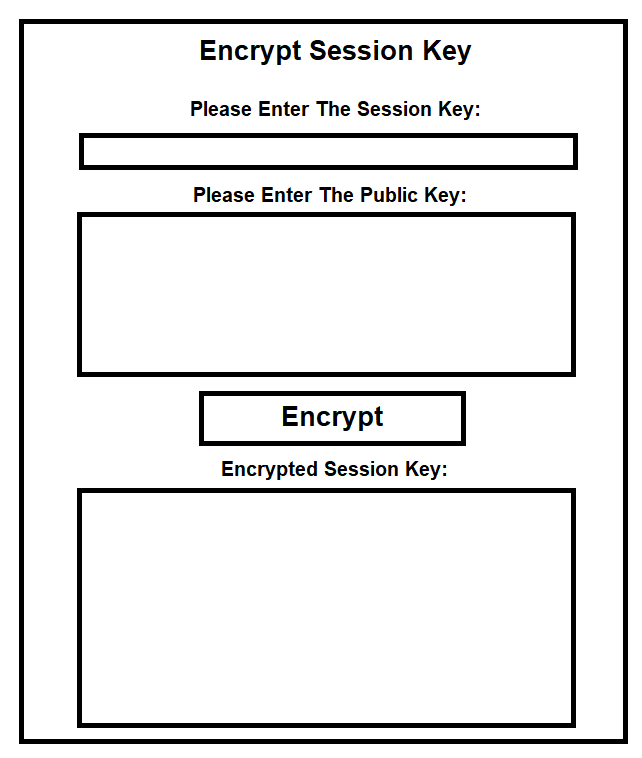 Encrypt Session Key
Please Enter The Session Key:
Please Enter The Public Key:
Encrypt
Encrypted Session Key: